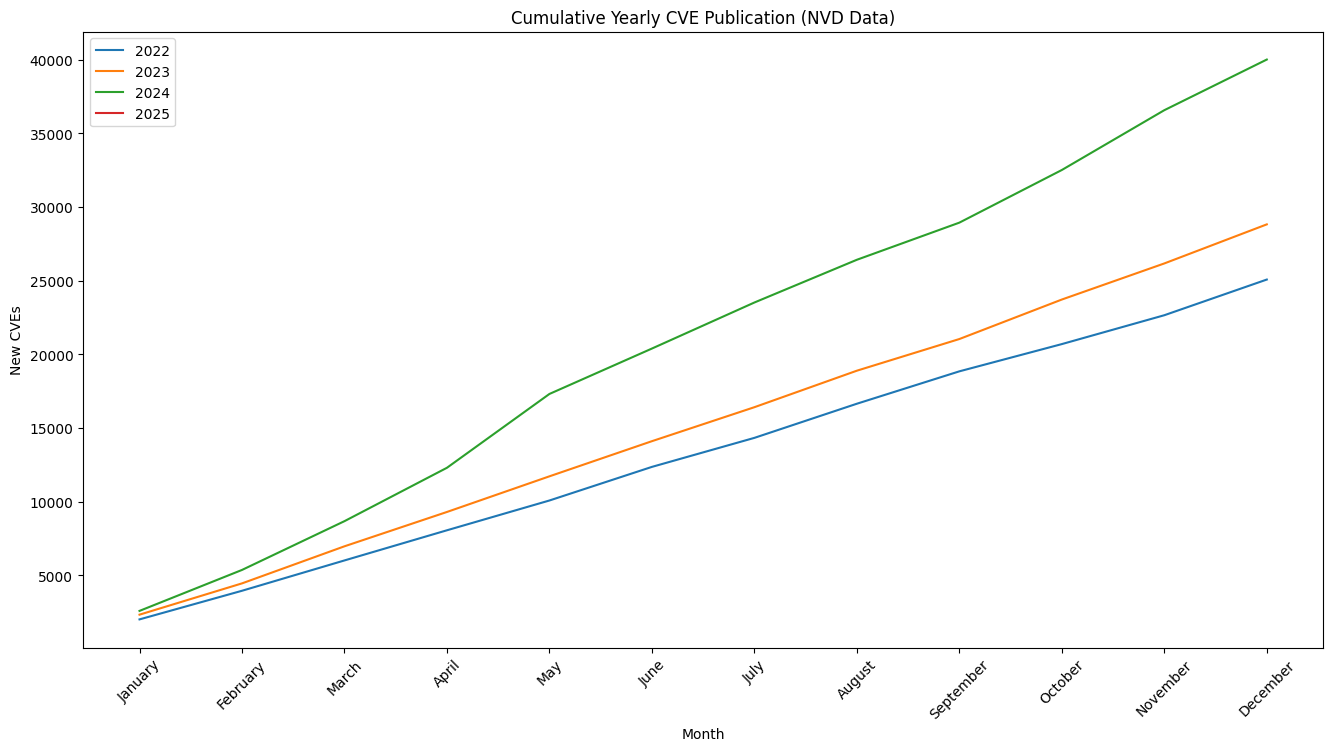 Cumulative Yearly CVE Publication (NVD Data)
2022
2023
2024
2025
40000
35000
30000
25000
20000
15000
10000
5000
New CVEs
January
February
March
April
May
June
July
August
September
October
November
December
Month